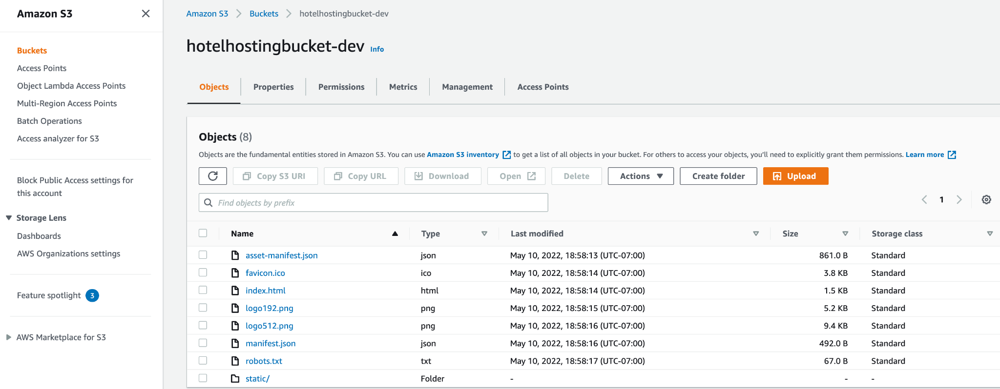 Amazon S3
Buckets
Access Points
Object Lambda Access Points
Multi-Region Access Points
Batch Operations
Access analyzer for S3
Block Public Access settings for
this account
Storage Lens
Dashboards
AWS Organizations settings
Feature spotlight 3
AWS Marketplace for S3
Amazon S3 Buckets hotelhostingbucket-dev
hotelhostingbucket-dev Info
Objects Properties Permissions Metrics Management Access Points
Objects (8)
Objects are the fundamental entities stored in Amazon S3. You can use Amazon S3 inventory to get a list of all objects in your bucket. For others to access your objects, you'll need to explicitly grant them permissions. Learn more
Copy S3 URI Copy URL Download Open Delete Actions Create folder Upload
Find objects by prefix 1
Name Type Last modified Size Storage class
asset-manifest.json json May 10, 2022, 18:58:13 (UTC-07:00) 861.0 B Standard
favicon.ico ico May 10, 2022, 18:58:14 (UTC-07:00) 3.8 KB Standard
index.html html May 10, 2022, 18:58:14 (UTC-07:00) 1.5 KB Standard
logo192.png png May 10, 2022, 18:58:15 (UTC-07:00) 5.2 KB Standard
logo512.png png May 10, 2022, 18:58:16 (UTC-07:00) 9.4 KB Standard
manifest.json json May 10, 2022, 18:58:16 (UTC-07:00) 492.0 B Standard
robots.txt txt May 10, 2022, 18:58:17 (UTC-07:00) 67.0 B Standard
static/ Folder - - -